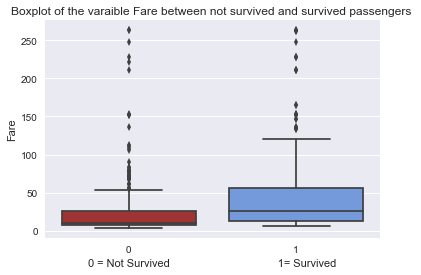 Boxplot of the varaible Fare between not survived and survived passengers
250
200
150
100
50
0
Fare
0
1
0 = Not Survived
1= Survived